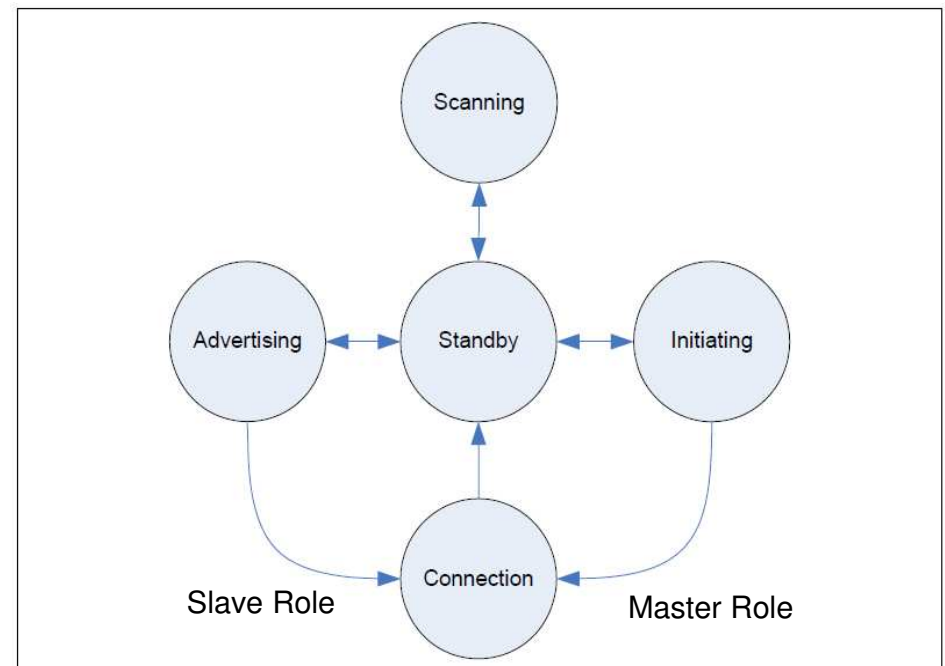 Scanning
Advertising
Standby
Initiating
Connection
Slave Role
Master Role